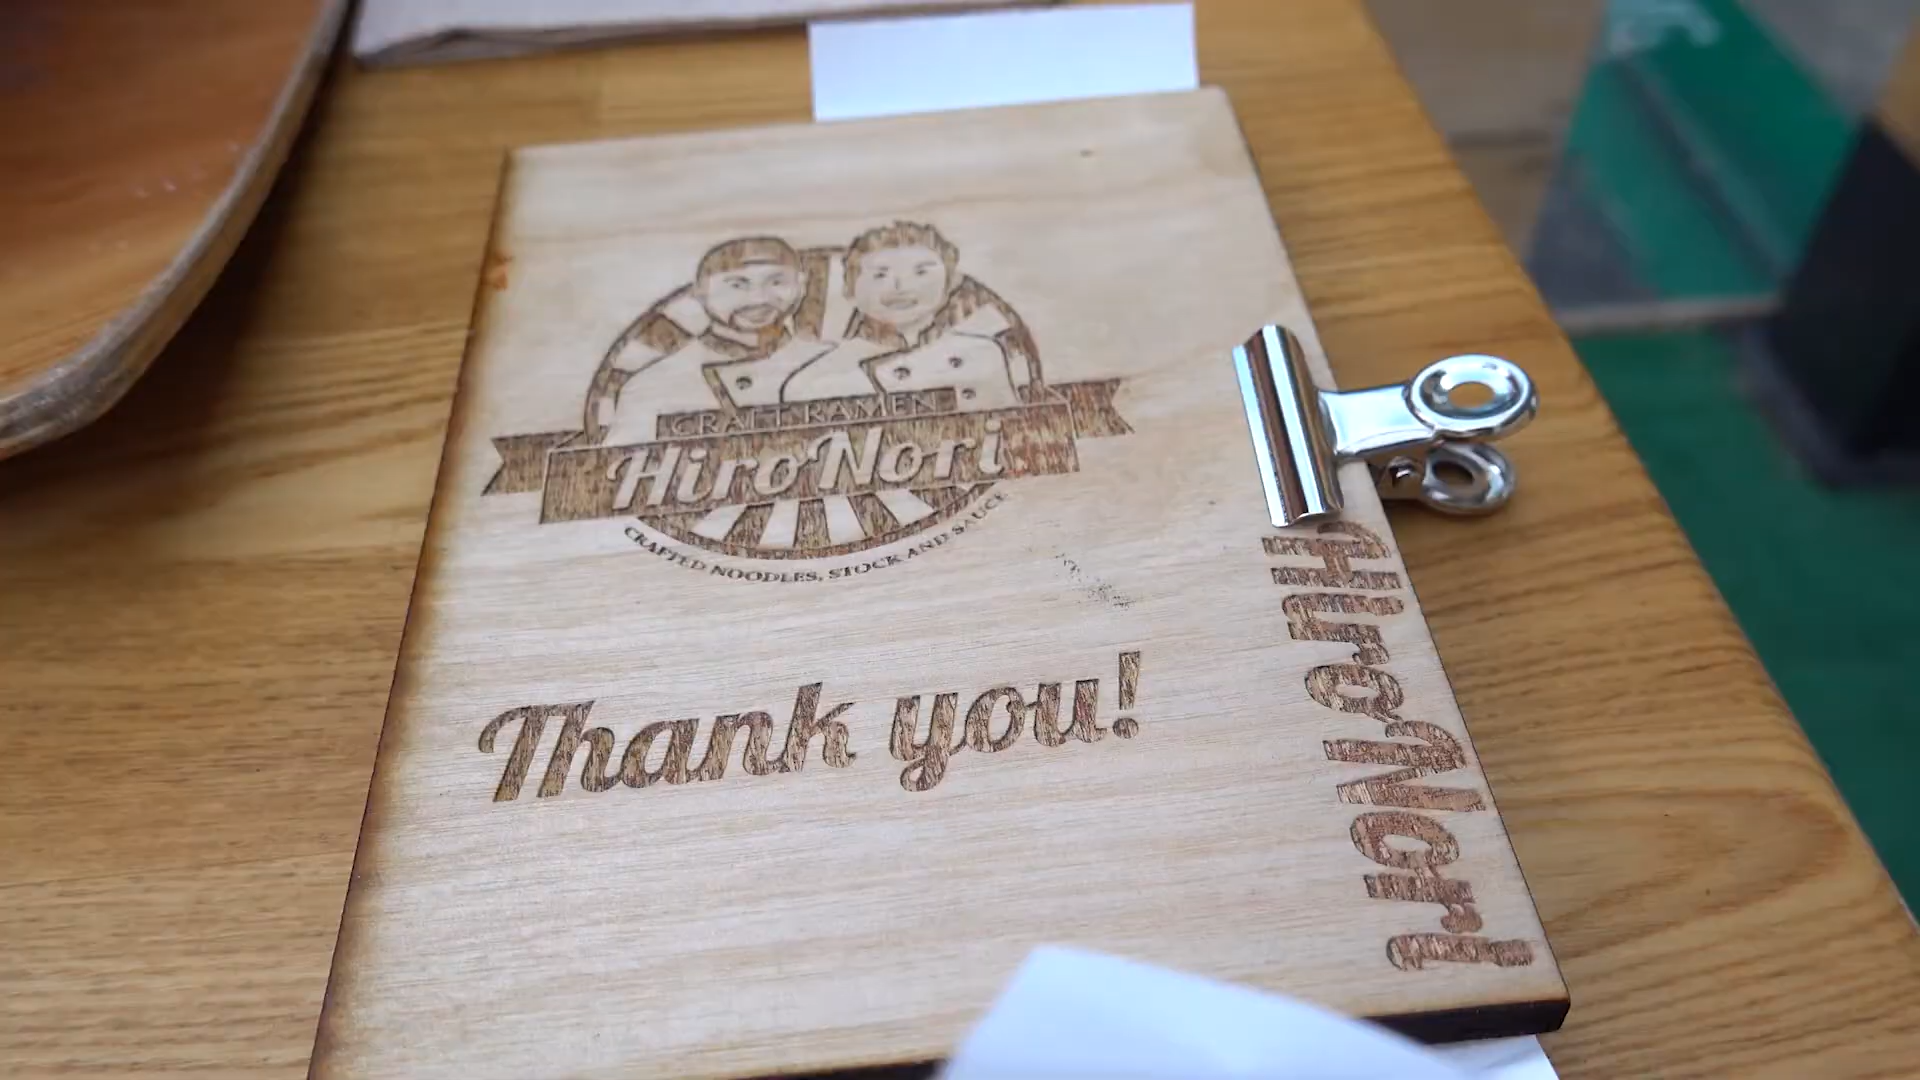 CRAFT RAMEN
HiroNori
CRAFTED NOODLES, STOCK AND SAUCE
Thank you!
HiroNori